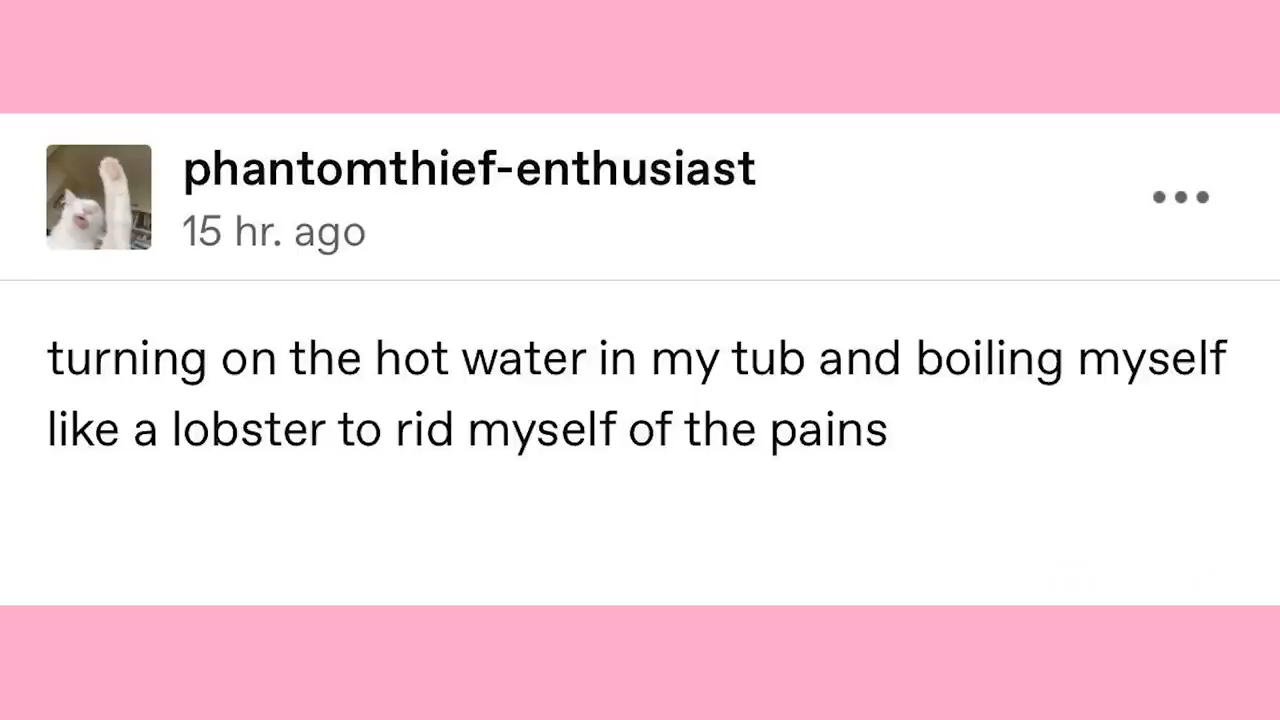 phantomthief-enthusiast
15 hr. ago
turning on the hot water in my tub and boiling myself
like a lobster to rid myself of the pains